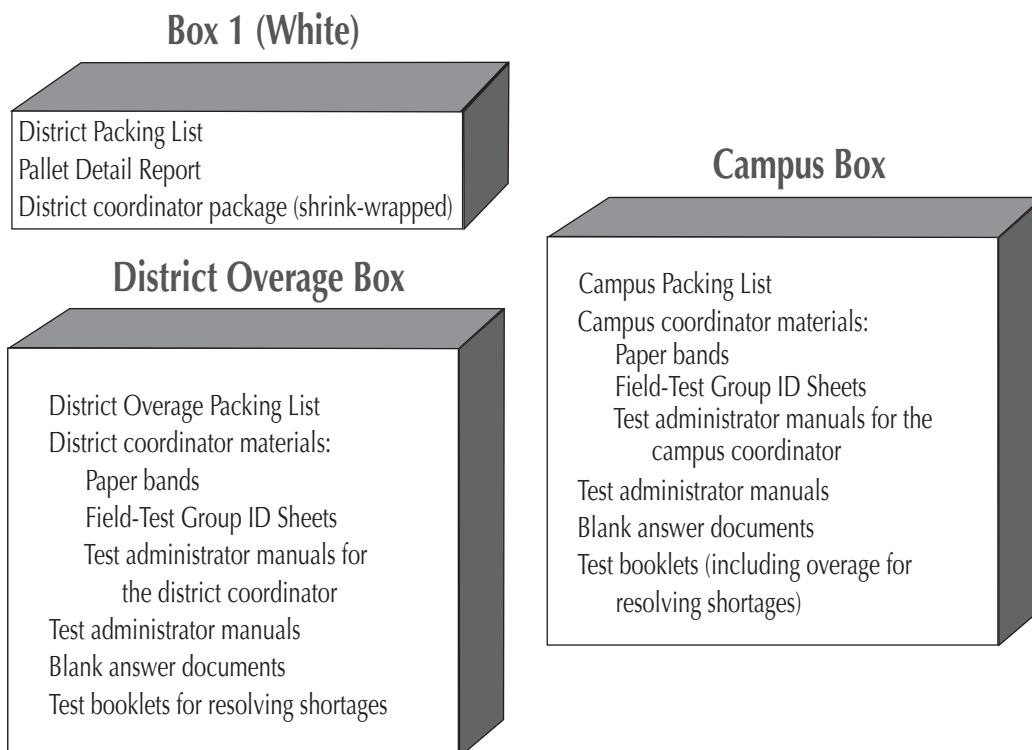 Box 1 (White)
District Packing List
Pallet Detail Report
District coordinator package (shrink-wrapped)
District Overage Box
District Overage Packing List
District coordinator materials:
Paper bands
Field-Test Group ID Sheets
Test administrator manuals for
the district coordinator
Test administrator manuals
Blank answer documents
Test booklets for resolving shortages
Campus Box
Campus Packing List
Campus coordinator materials:
Paper bands
Field-Test Group ID Sheets
Test administrator manuals for the
campus coordinator
Test administrator manuals
Blank answer documents
Test booklets (including overage for
resolving shortages)